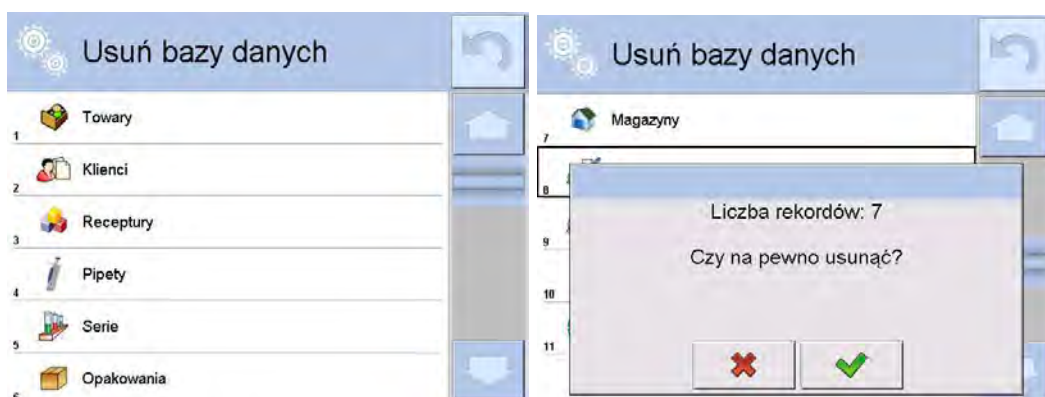 Usuń bazy danych
1 Towary
2 Klienci
3 Receptury
4 Pipety
5 Serie
Opakowania
Usuń bazy danych
7 Magazyny
8
9
10
11
Liczba rekordów: 7
Czy na pewno usunąć?